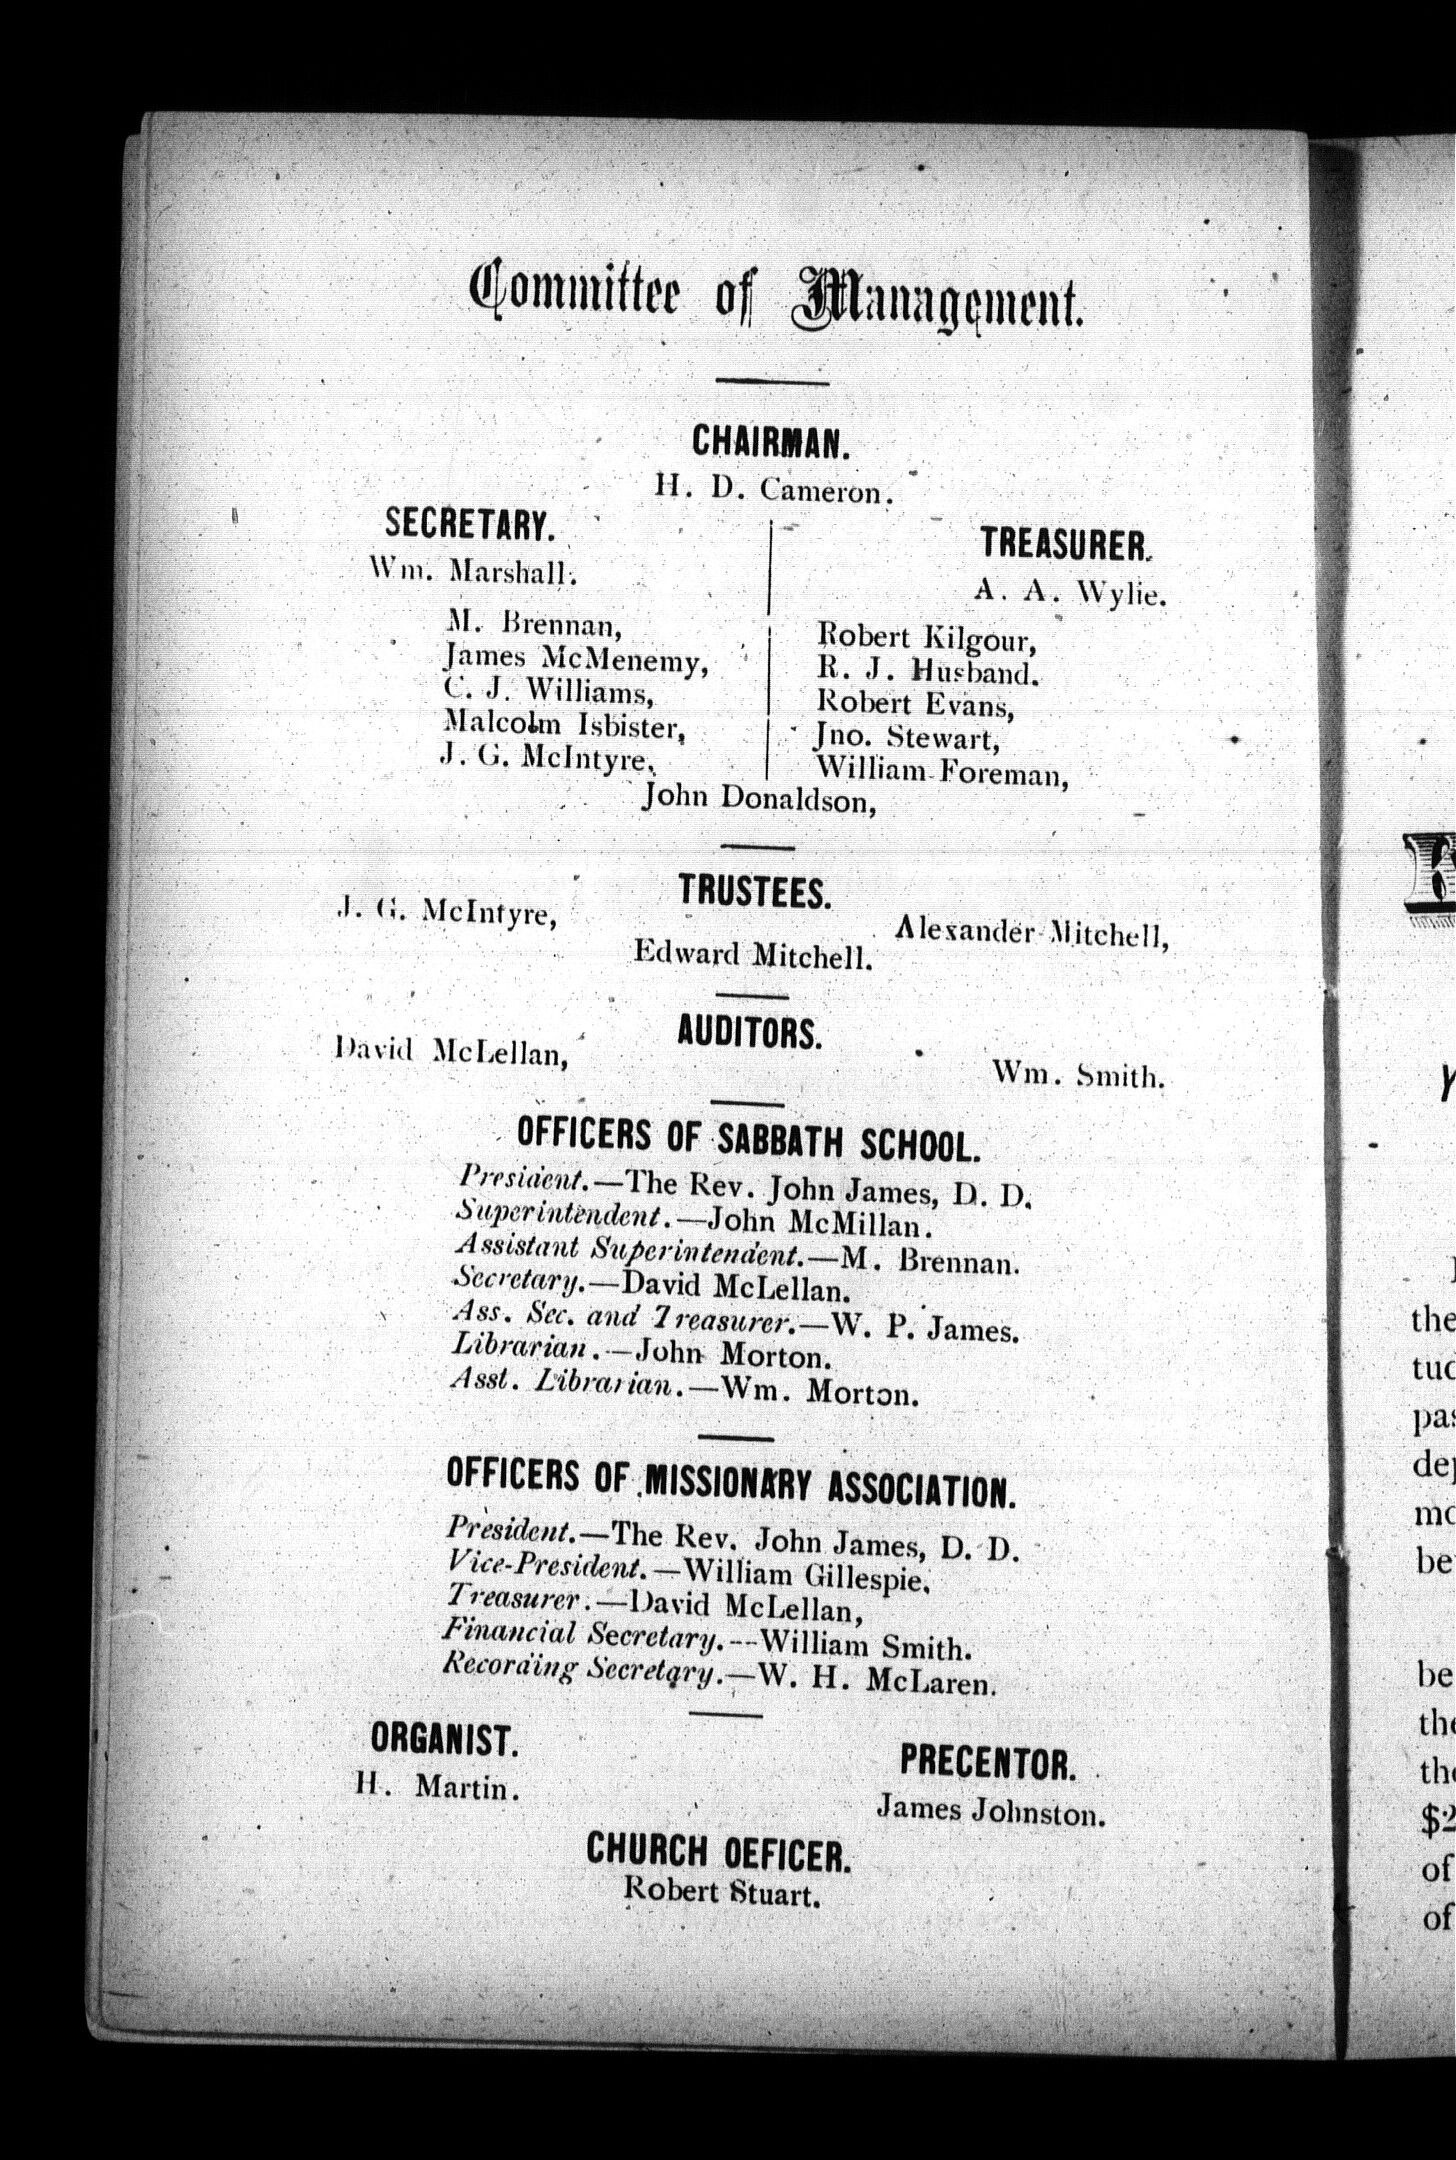 Committee of Management.
CHAIRMAN.
H. D. Cameron.
SECRETARY.
Wm. Marshall.
TREASURER.
A. A. Wylie.
M. Brennan,
James McMenemy,
C. J. Williams,
Malcolm Isbister,
J. G. McIntyre,
Robert Kilgour,
R. J. Husband.
Robert Evans,
Jno. Stewart,
William Foreman,
John Donaldson,
TRUSTEES.
J. G. McIntyre,
Alexander Mitchell,
Edward Mitchell.
AUDITORS.
David McLellan,
Wm. Smith.
OFFICERS OF SABBATH SCHOOL.
President.—The Rev. John James, D. D.
Superintendent.—John McMillan.
Assistant Superintendent.—M. Brennan.
Secretary.—David McLellan.
Ass. Sec. and Treasurer.—W. P. James.
Librarian.—John Morton.
Asst. Librarian.—Wm. Morton.
OFFICERS OF MISSIONARY ASSOCIATION.
President.—The Rev. John James, D. D.
Vice-President.—William Gillespie.
Treasurer.—David McLellan,
Financial Secretary.--William Smith.
Recording Secretary.—W. H. McLaren.
ORGANIST.
H. Martin.
PRECENTOR.
James Johnston.
CHURCH OEFICER.
Robert Stuart.
the
be
be
$2
of
of